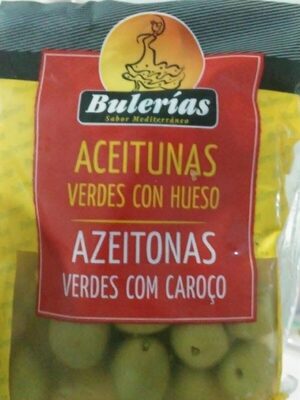 Bulerías
Sabor Mediterráneo
ACEITUNAS
VERDES CON HUESO
AZEITONAS
VERDES COM CAROÇO